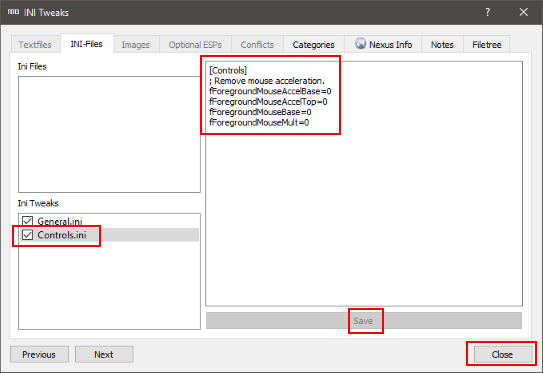 INI Tweaks
?
Textfiles INI-Files Images Optional ESPs Conflicts Categories Nexus Info Notes Filetree
Ini Files
[Controls]
; Remove mouse acceleration.
fForegroundMouseAccelBase=0
fForegroundMouseAccelTop=0
fForegroundMouseBase=0
fForegroundMouseMult=0
Ini Tweaks
General.ini
Controls.ini
Save
Previous Next Close